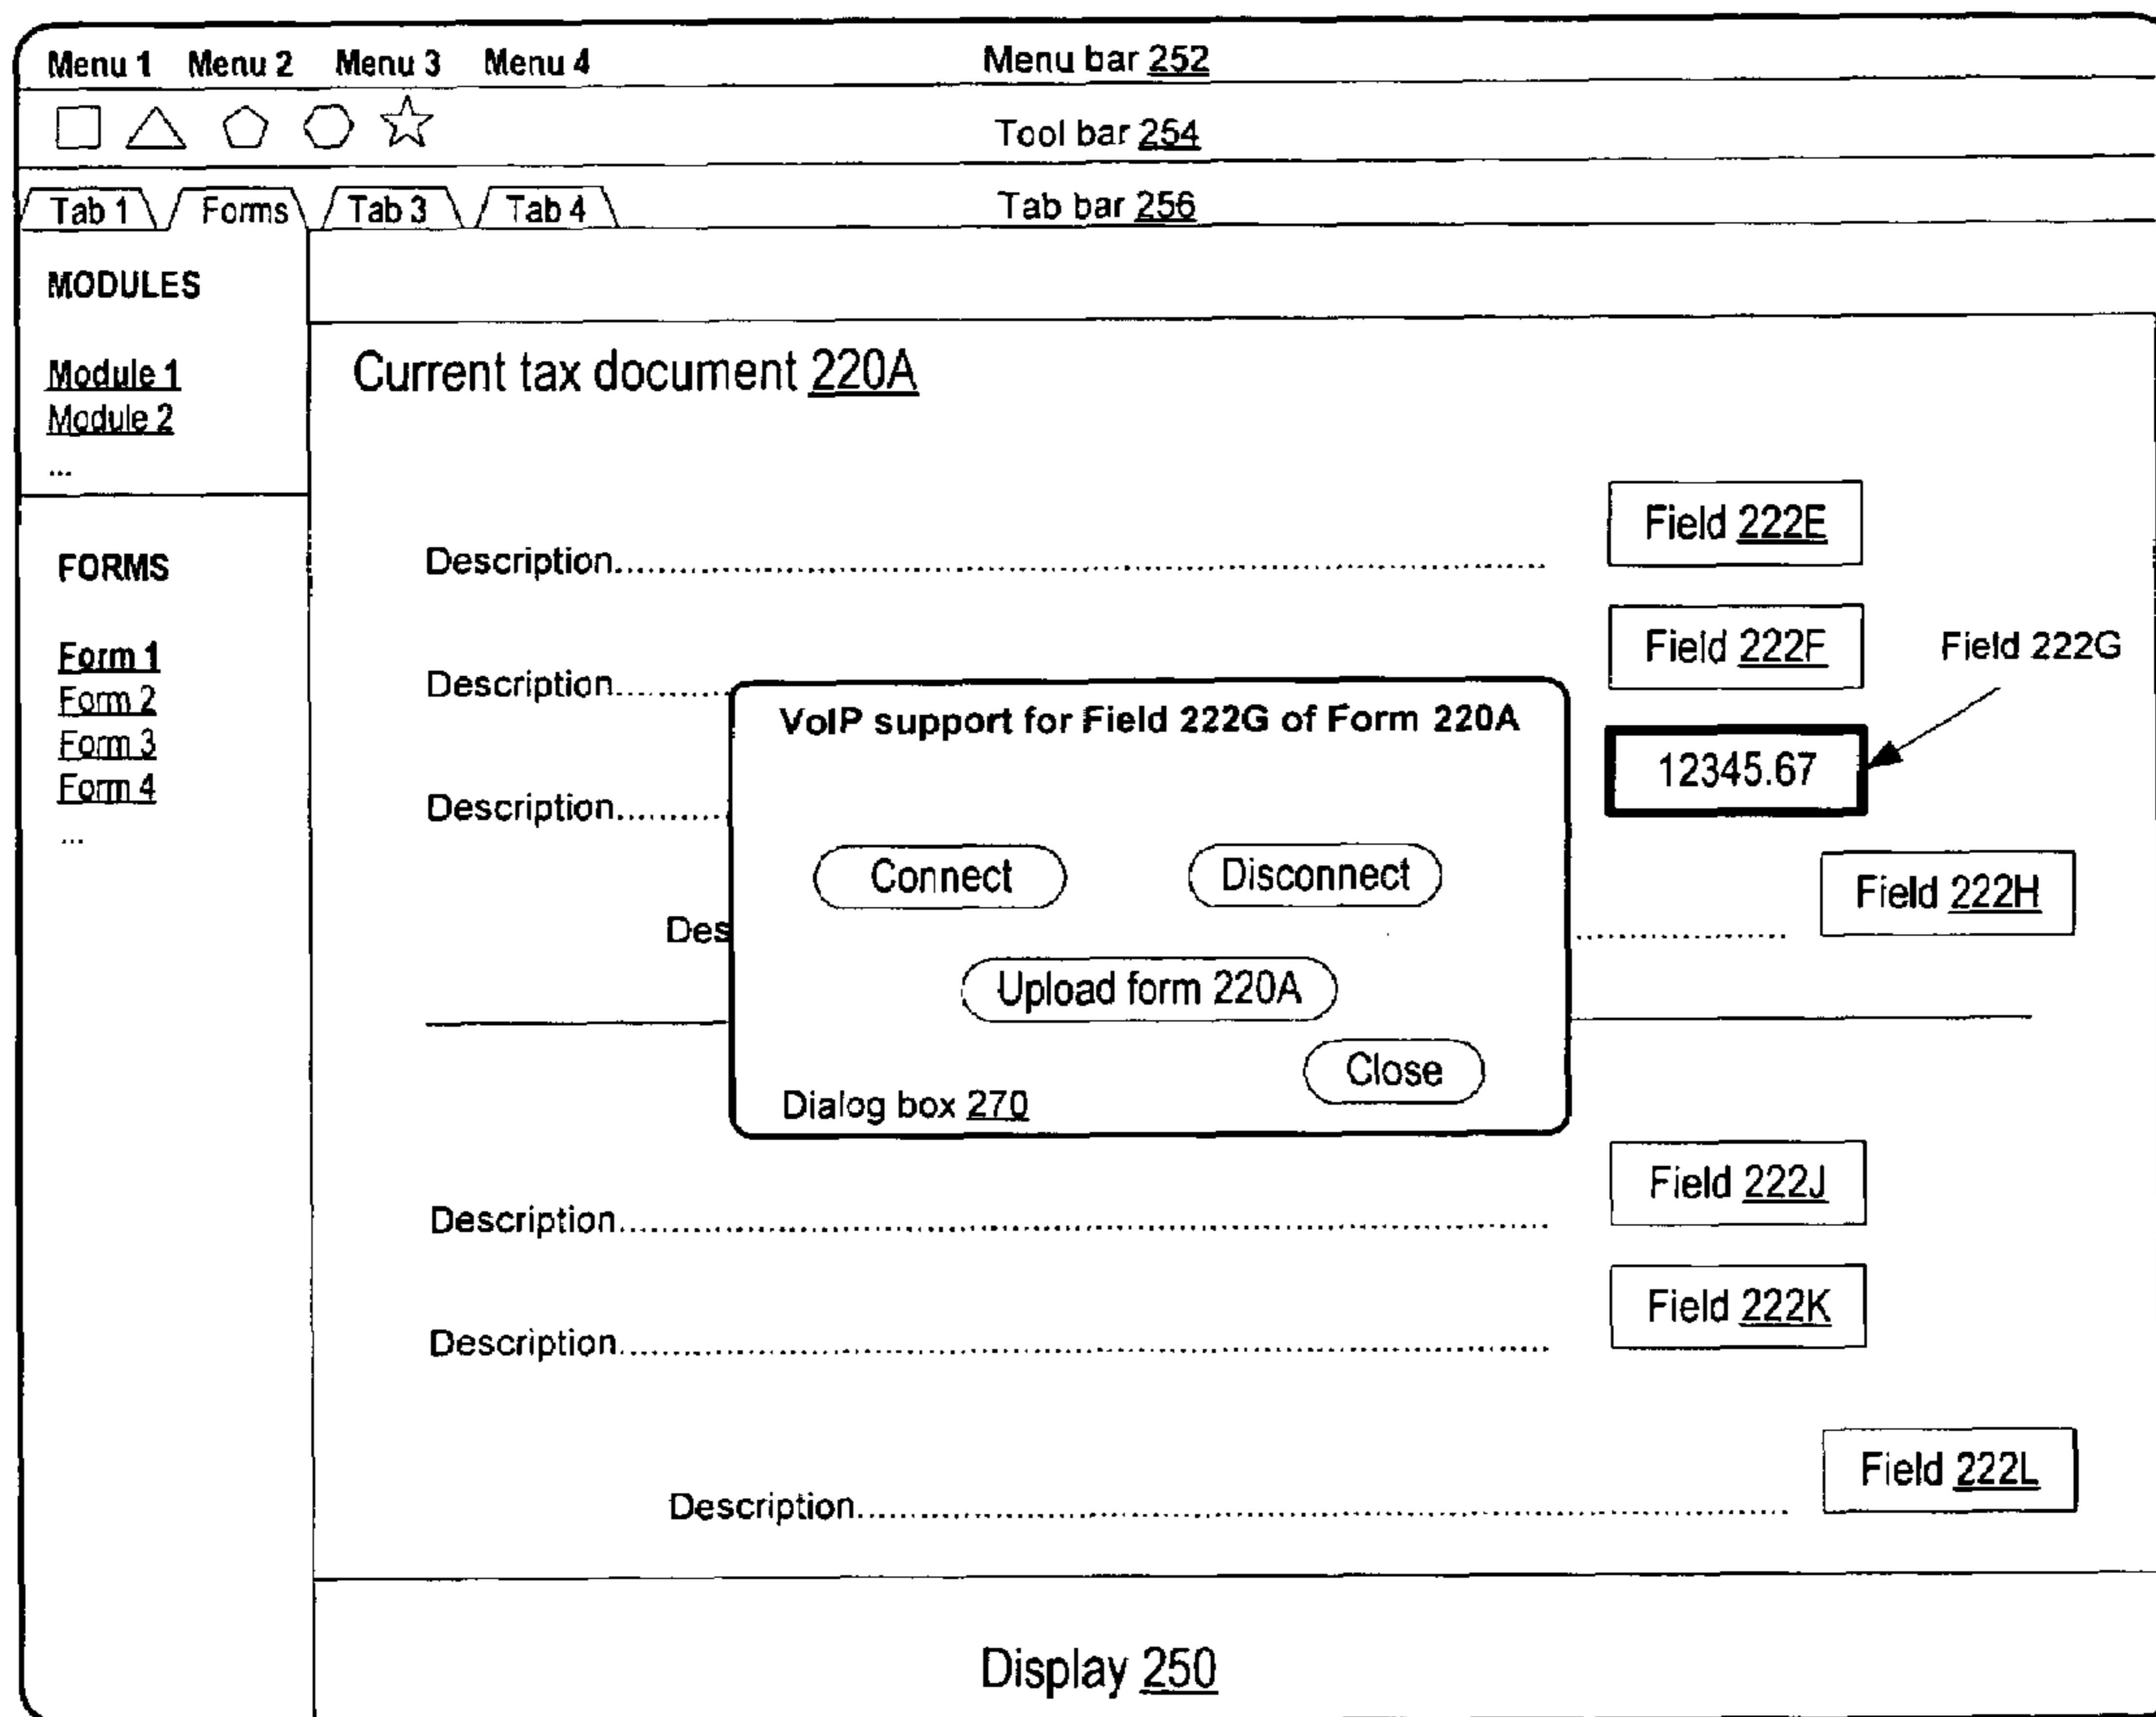 Menu 1 Menu 2 Menu 3 Menu 4 Menu bar 252
Tool bar 254
Tab 1 Forms Tab 3 Tab 4 Tab bar 256
MODULES
Module 1
Module 2
...
FORMS
Form 1
Form 2
Form 3
Form 4
...
Current tax document 220A
Description.......... Field 222E
Description.......... Field 222F
Field 222G
Description.......... 12345.67
Des .......... Field 222H
VoIP support for Field 222G of Form 220A
Connect Disconnect
Upload form 220A
Close
Dialog box 270
Description.......... Field 222J
Description.......... Field 222K
Description.......... Field 222L
Display 250